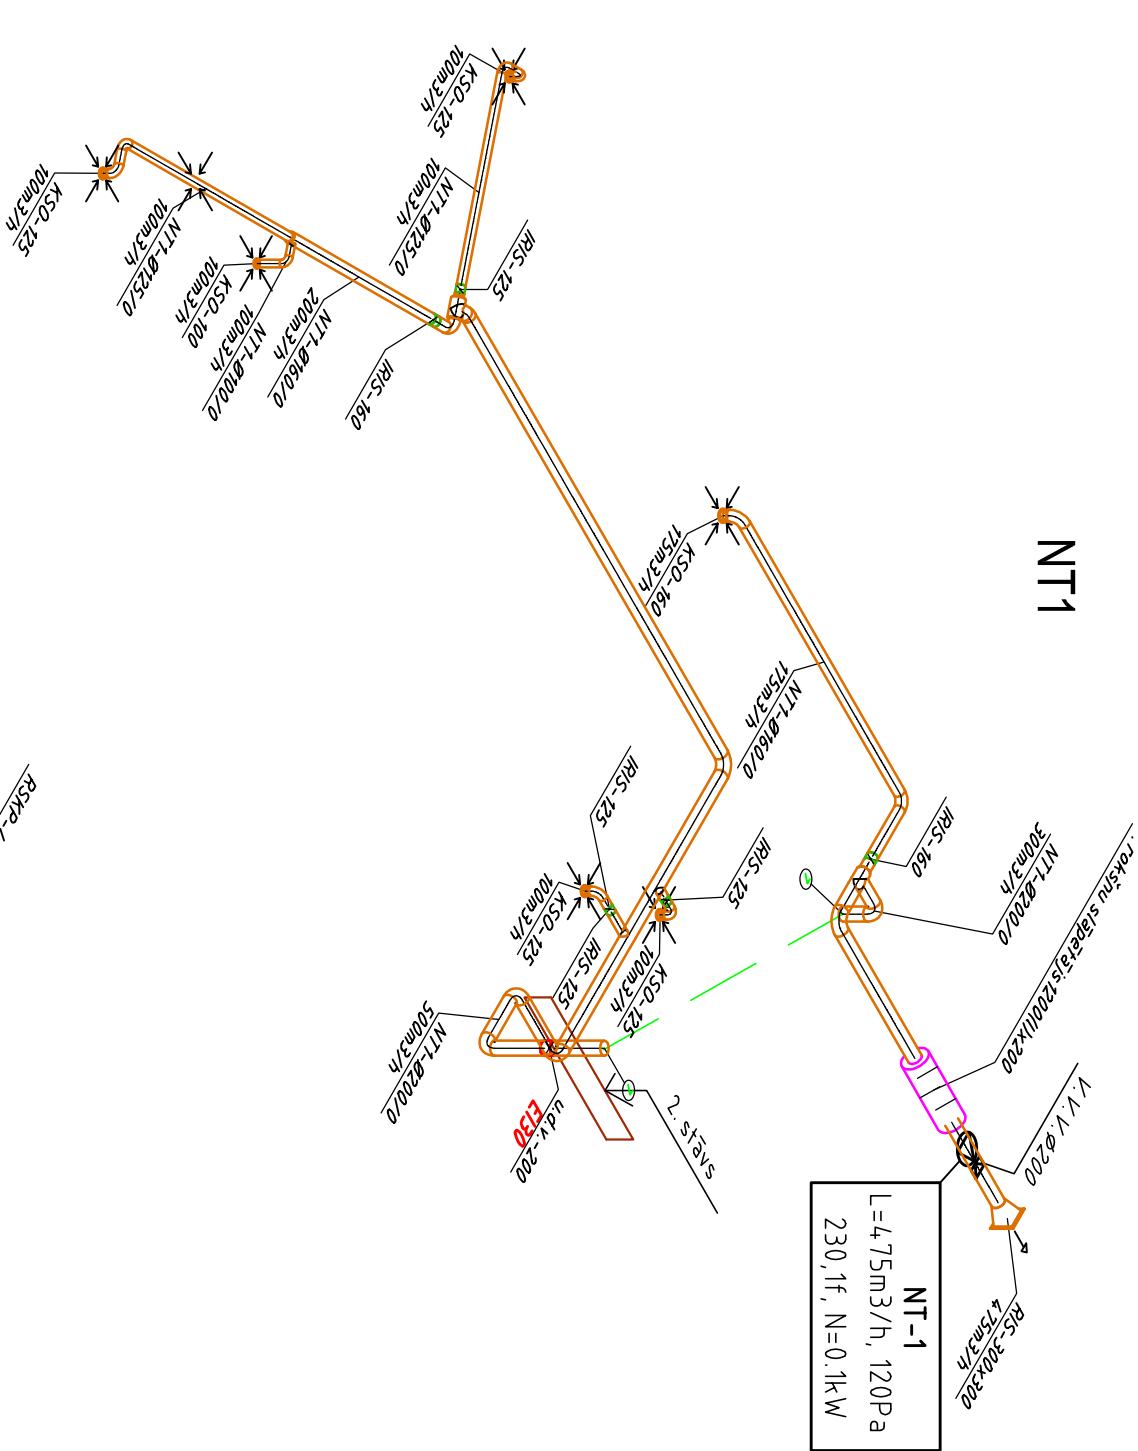 NT1
KSO-125
100m3/h
NT1-Ø125/0
100m3/h
IRIS-125
KSO-125
100m3/h
NT1-Ø125/0
100m3/h
KSO-100
100m3/h
NT1-Ø100/0
100m3/h
NT1-Ø160/0
200m3/h
IRIS-160
KSO-160
175m3/h
NT1-Ø160/0
175m3/h
IRIS-160
NT1-Ø200/0
300m3/h
Trokšņu slāpētājs1200(l)x200
V.V.V.Ø200
RIS-300x300
475m3/h
IRIS-125
IRIS-125
KSO-125
100m3/h
IRIS-125
KSO-125
100m3/h
NT1-Ø200/0
500m3/h
u.d.v.-200
EI30
2. stāvs
NT-1
L=475m3/h, 120Pa
230,1f, N=0.1kW